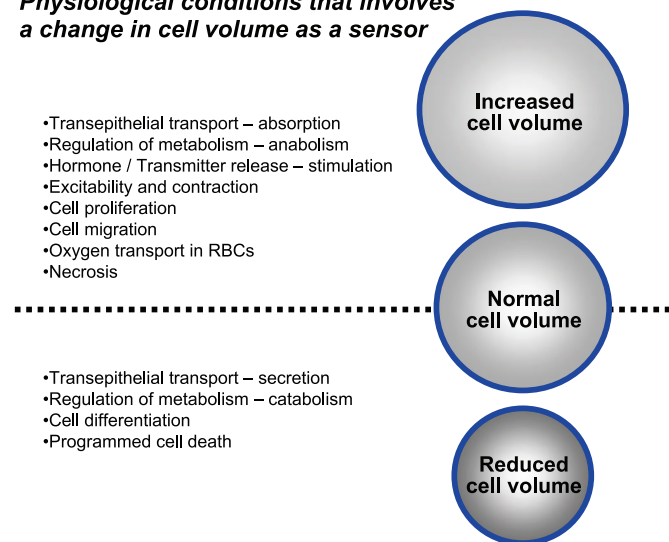 Physiological conditions that involves
a change in cell volume as a sensor
Increased
cell volume
•Transepithelial transport – absorption
•Regulation of metabolism – anabolism
•Hormone / Transmitter release – stimulation
•Excitability and contraction
•Cell proliferation
•Cell migration
•Oxygen transport in RBCs
•Necrosis
Normal
cell volume
•Transepithelial transport – secretion
•Regulation of metabolism – catabolism
•Cell differentiation
•Programmed cell death
Reduced
cell volume